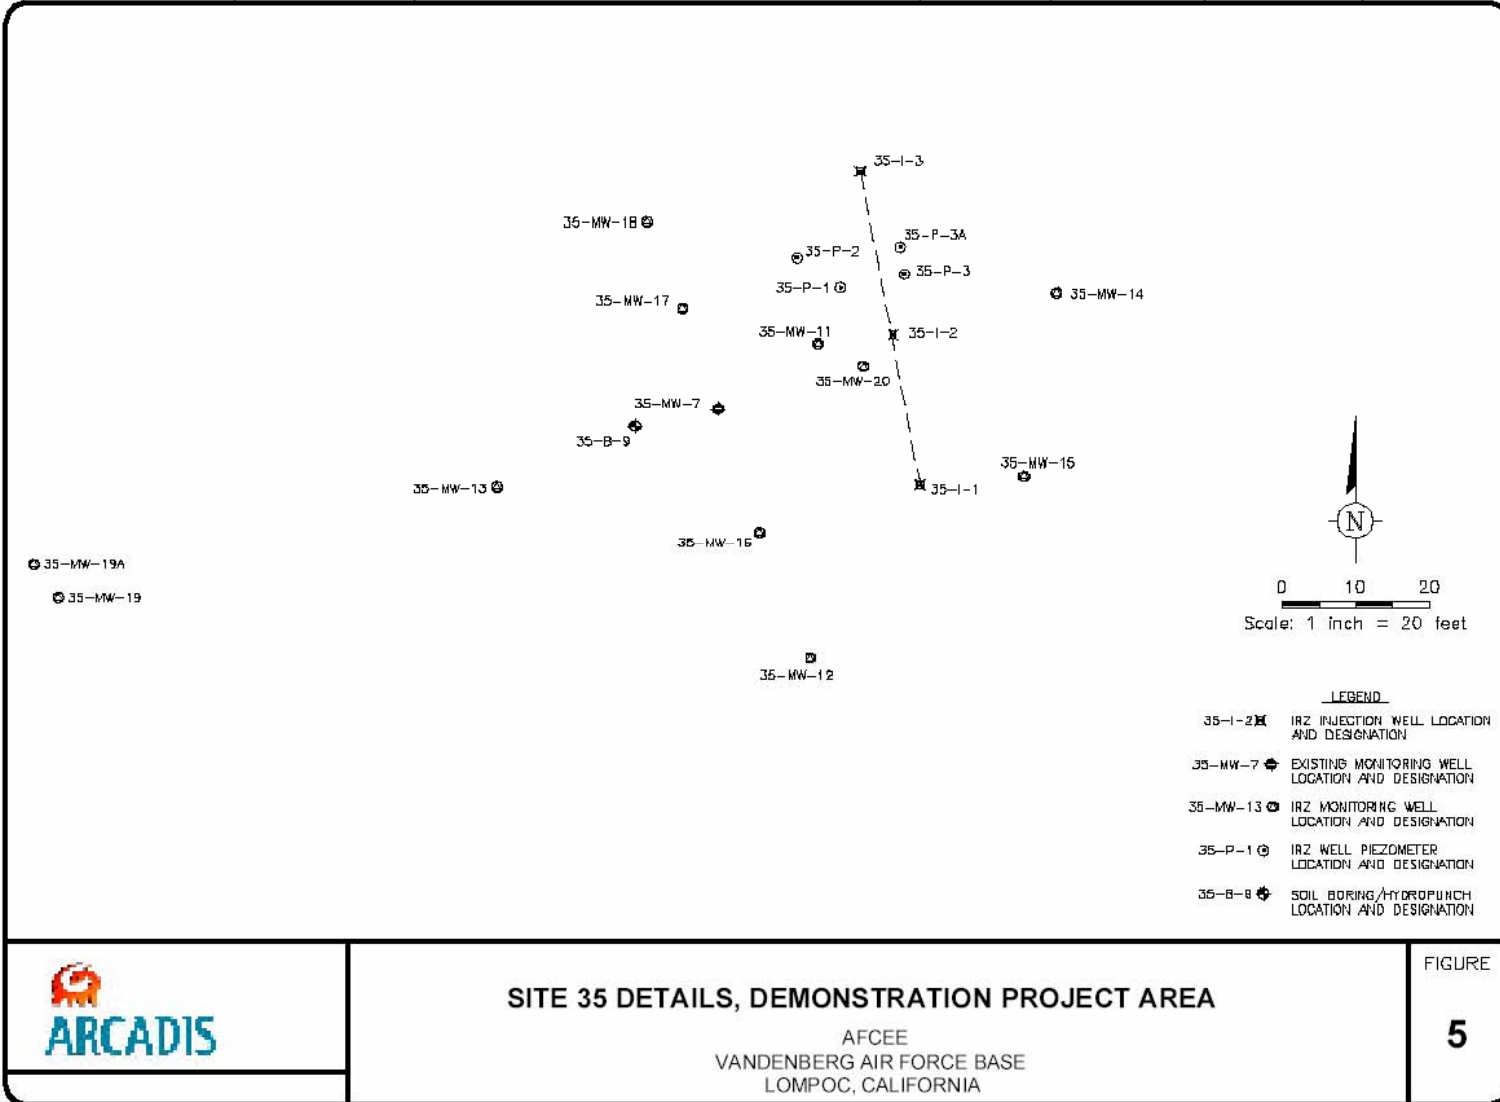 35-I-3
35-MW-18
35-P-3A
35-P-2
35-P-3
35-P-1
35-MW-14
35-MW-17
35-MW-11
35-I-2
35-MW-20
35-MW-7
35-B-9
35-MW-15
35-MW-13
35-I-1
35-MW-16
35-MW-19A
35-MW-19
35-MW-12
N
0 10 20
Scale: 1 inch = 20 feet
LEGEND
35-I-2 IRZ INJECTION WELL LOCATION
AND DESIGNATION
35-MW-7 EXISTING MONITORING WELL
LOCATION AND DESIGNATION
35-MW-13 IRZ MONITORING WELL
LOCATION AND DESIGNATION
35-P-1 IRZ WELL PIEZOMETER
LOCATION AND DESIGNATION
SOIL BORING/HYDROPUNCH
LOCATION AND DESIGNATION
ARCADIS
SITE 35 DETAILS, DEMONSTRATION PROJECT AREA
AFCEE
VANDENBERG AIR FORCE BASE
LOMPOC, CALIFORNIA
FIGURE
5